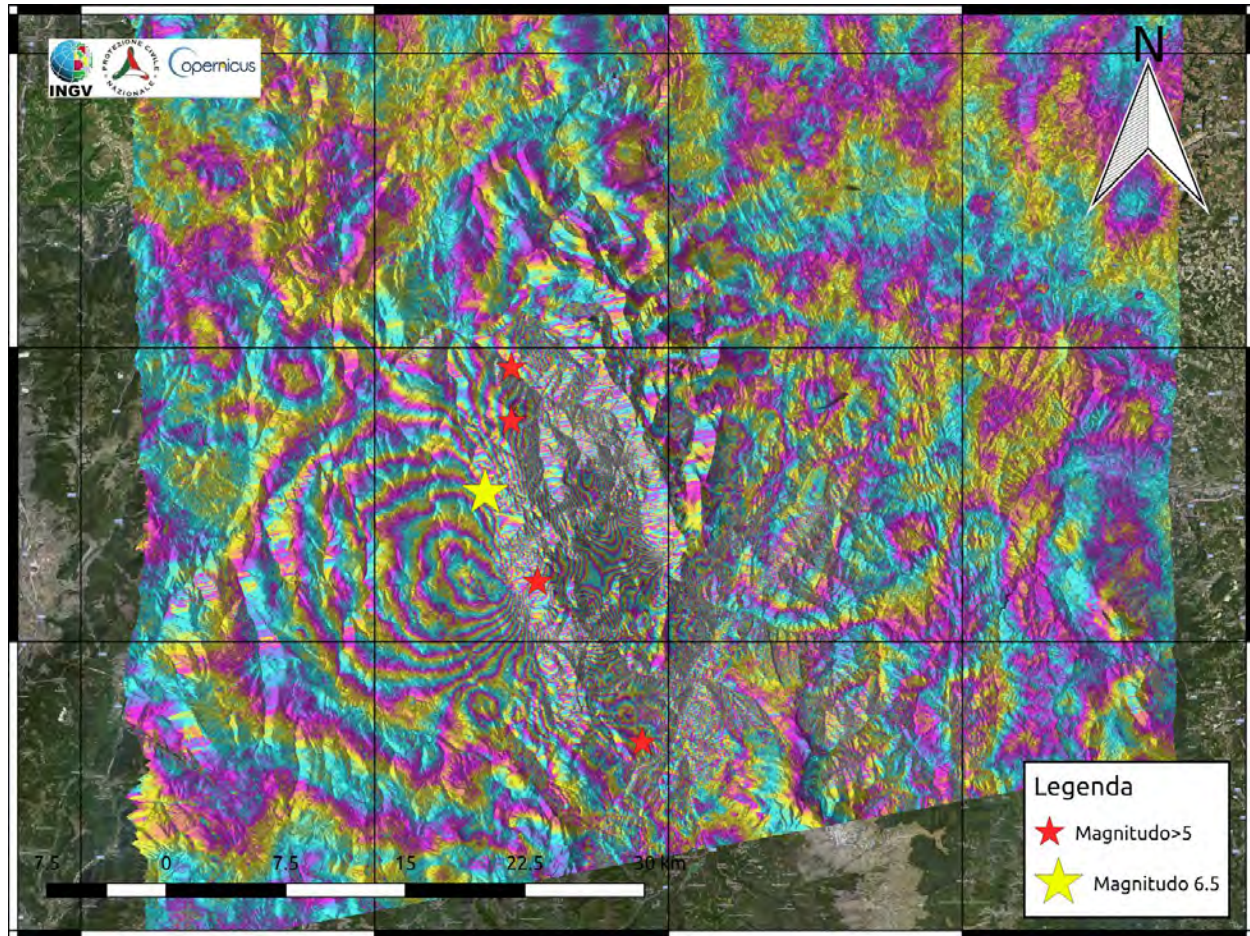 N
INGV
PROTEZIONE CIVILE
NAZIONALE
opernicus
7.5 0 7.5 15 22.5 30 km
Legenda
Magnitudo>5
Magnitudo 6.5